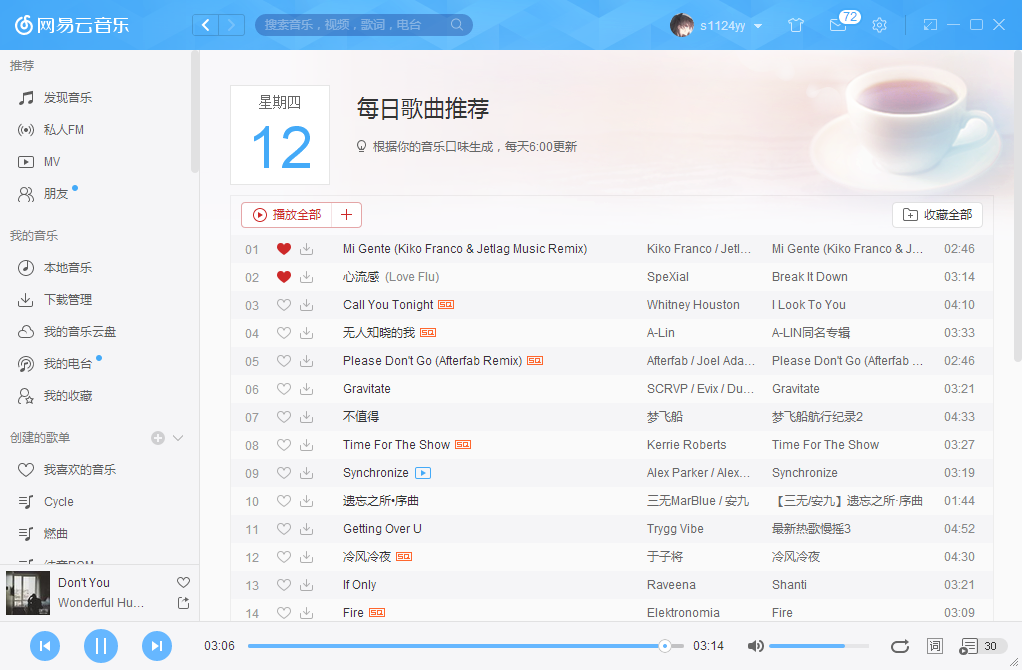 网易云音乐
搜索音乐，视频，歌词，电台
s1124yy
72
推荐
发现音乐
私人FM
MV
朋友
我的音乐
本地音乐
下载管理
我的音乐云盘
我的电台
我的收藏
创建的歌单
我喜欢的音乐
Cycle
燃曲
Don't You
Wonderful Hu...
星期四
12
每日歌曲推荐
根据你的音乐口味生成，每天6:00更新
播放全部
收藏全部
01 Mi Gente (Kiko Franco & Jetlag Music Remix) Kiko Franco / Jetl... Mi Gente (Kiko Franco & J... 02:46
02 心流感 (Love Flu) SpeXial Break It Down 03:14
03 Call You Tonight SQ Whitney Houston I Look To You 04:10
04 无人知晓的我 SQ A-Lin A-LIN同名专辑 03:33
05 Please Don't Go (Afterfab Remix) SQ Afterfab / Joel Ada... Please Don't Go (Afterfab ... 02:46
06 Gravitate SCRVP / Evix / Du... Gravitate 03:21
07 不值得 梦飞船 梦飞船航行纪录2 04:33
08 Time For The Show SQ Kerrie Roberts Time For The Show 03:27
09 Synchronize Alex Parker / Alex... Synchronize 03:19
10 遗忘之所•序曲 三无MarBlue / 安九 【三无/安九】遗忘之所·序曲 01:44
11 Getting Over U Trygg Vibe 最新热歌慢摇3 04:52
12 冷风冷夜 SQ 于子将 冷风冷夜 04:30
13 If Only Raveena Shanti 03:21
14 Fire SQ Elektronomia Fire 03:09
03:06
03:14
词
30